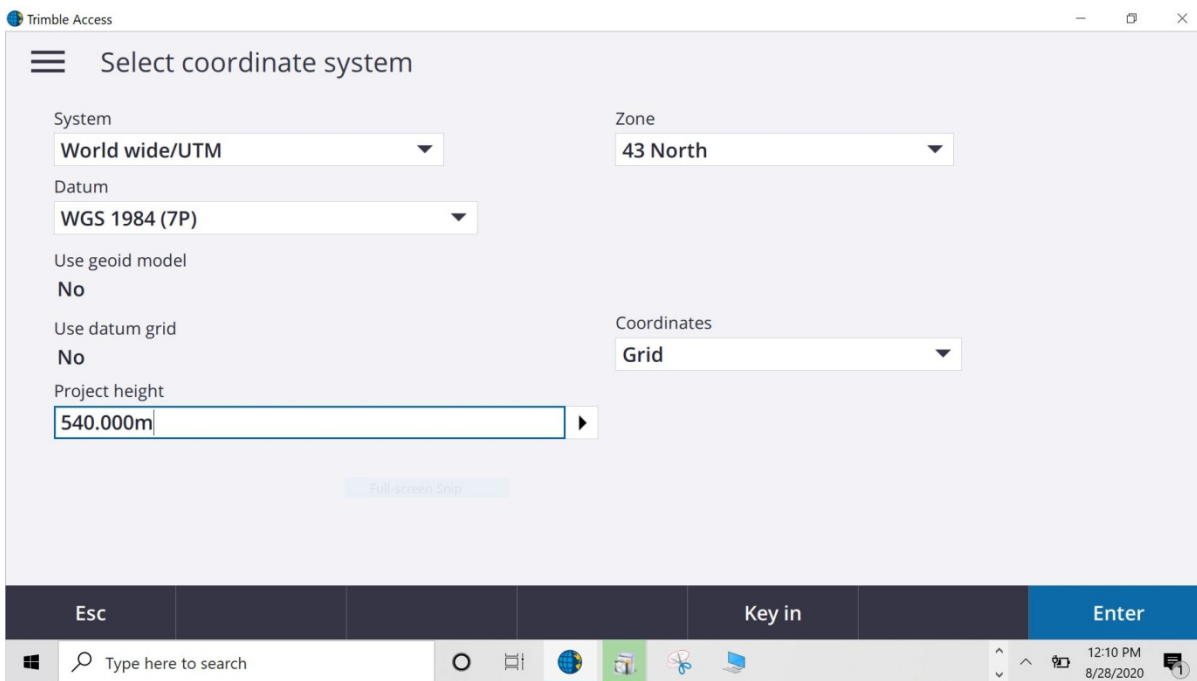 Trimble Access
Select coordinate system
System
World wide/UTM
Zone
43 North
Datum
WGS 1984 (7P)
Use geoid model
No
Use datum grid
No
Coordinates
Grid
Project height
540.000m
Full-screen Snip
Esc
Key in
Enter
Type here to search
12:10 PM
8/28/2020
1